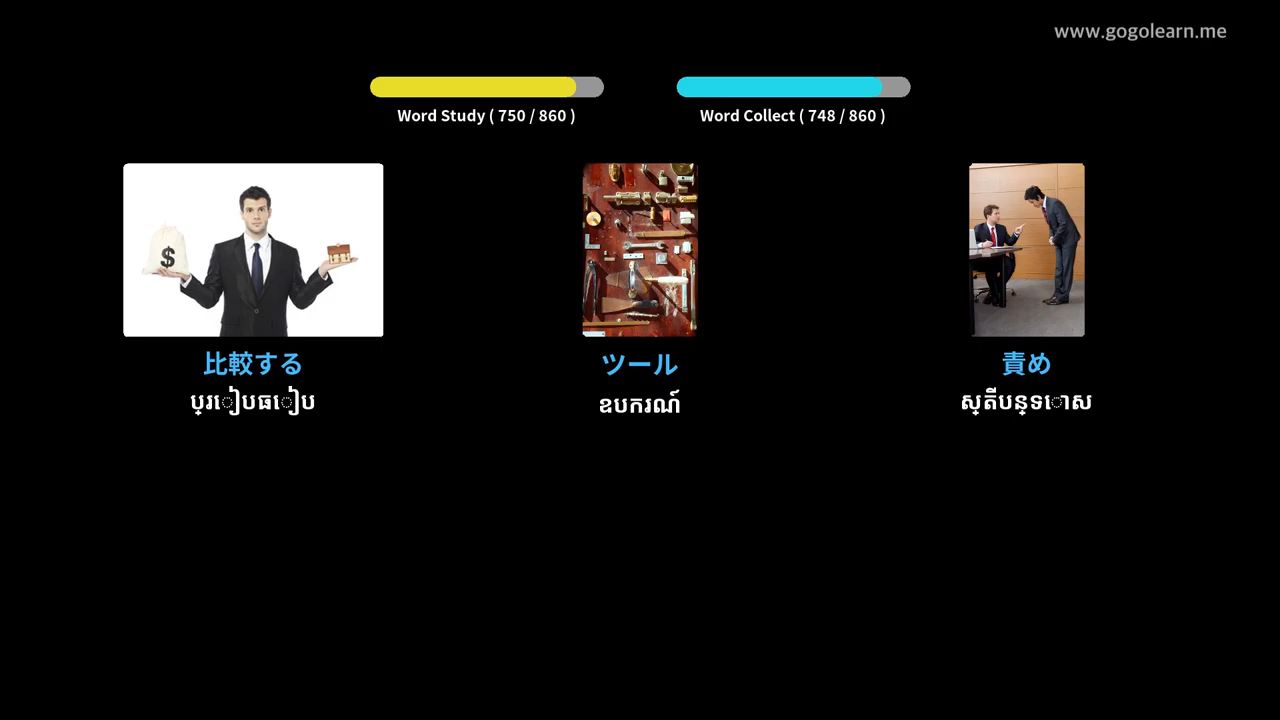 www.gogolearn.me
Word Study ( 750 / 860 )
Word Collect ( 748 / 860 )
$
比較する
ツール
責め
ប្រៀបធៀប
ឧបករណ៍
ស្តីបន្ទោស